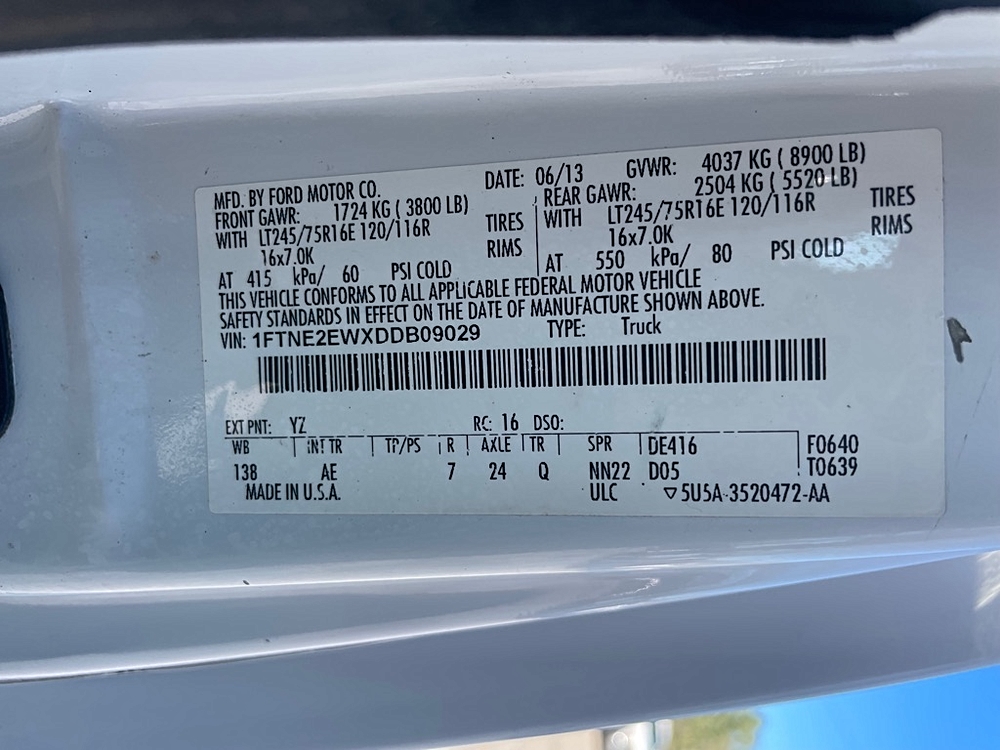 MFD. BY FORD MOTOR CO. DATE: 06/13 GVWR: 4037 KG ( 8900 LB)
FRONT GAWR: 1724 KG ( 3800 LB) REAR GAWR: 2504 KG ( 5520 LB)
WITH LT245/75R16E 120/116R TIRES WITH LT245/75R16E 120/116R TIRES
16x7.0K RIMS 16x7.0K RIMS
AT 415 kPa/ 60 PSI COLD AT 550 kPa/ 80 PSI COLD
THIS VEHICLE CONFORMS TO ALL APPLICABLE FEDERAL MOTOR VEHICLE
SAFETY STANDARDS IN EFFECT ON THE DATE OF MANUFACTURE SHOWN ABOVE.
VIN: 1FTNE2EWXDDB09029 TYPE: Truck
EXT PNT: YZ RC: 16 DSO:
WB INT TR TP/PS R AXLE TR SPR DE416 F0640
138 AE 7 24 Q NN22 D05 T0639
MADE IN U.S.A. ULC ▽5U5A-3520472-AA